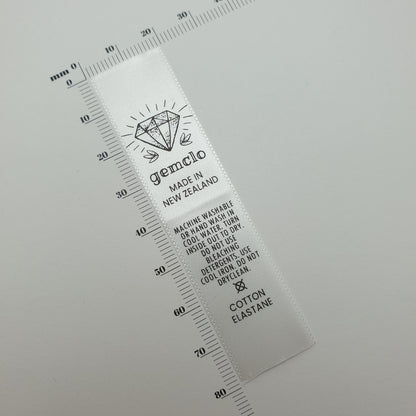 mm 0
0
10
20
30
10
20
30
40
50
60
70
80
gemclo
MADE IN
NEW ZEALAND
MACHINE WASHABLE
OR HAND WASH IN
COOL WATER. TURN
INSIDE OUT TO DRY.
DO NOT USE
BLEACHING
DETERGENTS. USE
COOL IRON. DO NOT
DRYCLEAN.
COTTON
ELASTANE